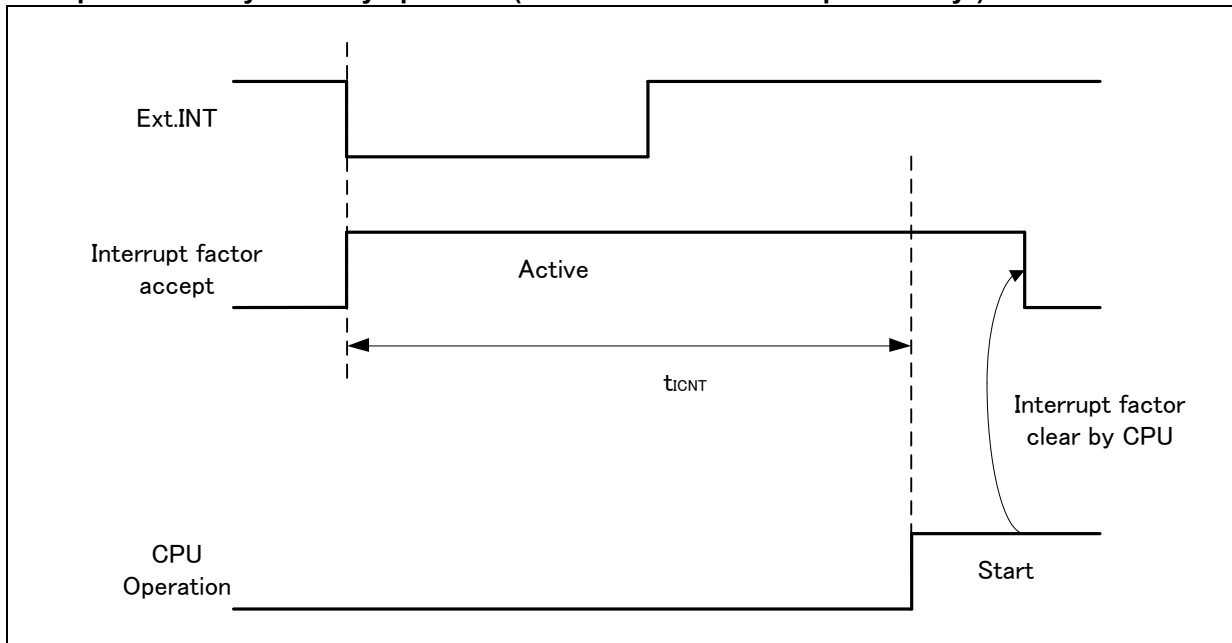 Ext.INT
Interrupt factor
accept
Active
tICNT
Interrupt factor
clear by CPU
CPU
Operation
Start